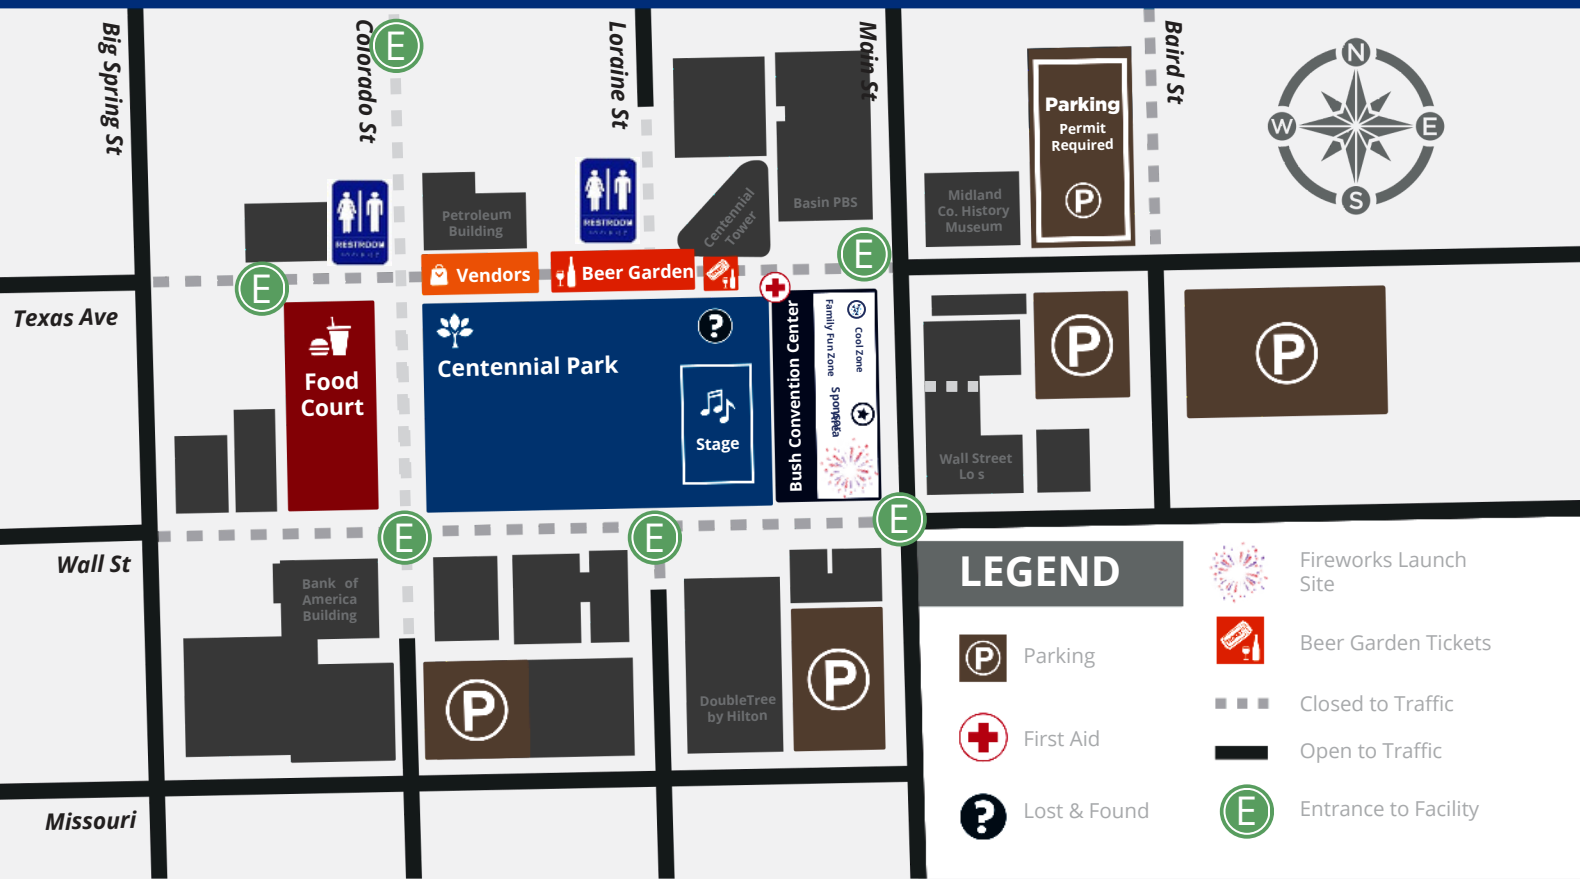 Big Spring St
Colorado St
E
Loraine St
Main St
Baird St
N
W
E
S
Parking
Permit
Required
P
RESTROOM
RESTROOM
Petroleum
Building
Centennial
Tower
Basin PBS
Midland
Co. History
Museum
E
E
Vendors
Beer Garden
TICKET
Texas Ave
Food
Court
Centennial Park
?
Stage
Bush Convention Center
Family Fun Zone
Cool Zone
Sponsor
Area
P
P
Wall Street
Lo s
E
E
E
Wall St
Bank of
America
Building
P
DoubleTree
by Hilton
P
Missouri
LEGEND
P
Parking
First Aid
?
Lost & Found
Fireworks Launch
Site
TICKET
Beer Garden Tickets
Closed to Traffic
Open to Traffic
E
Entrance to Facility